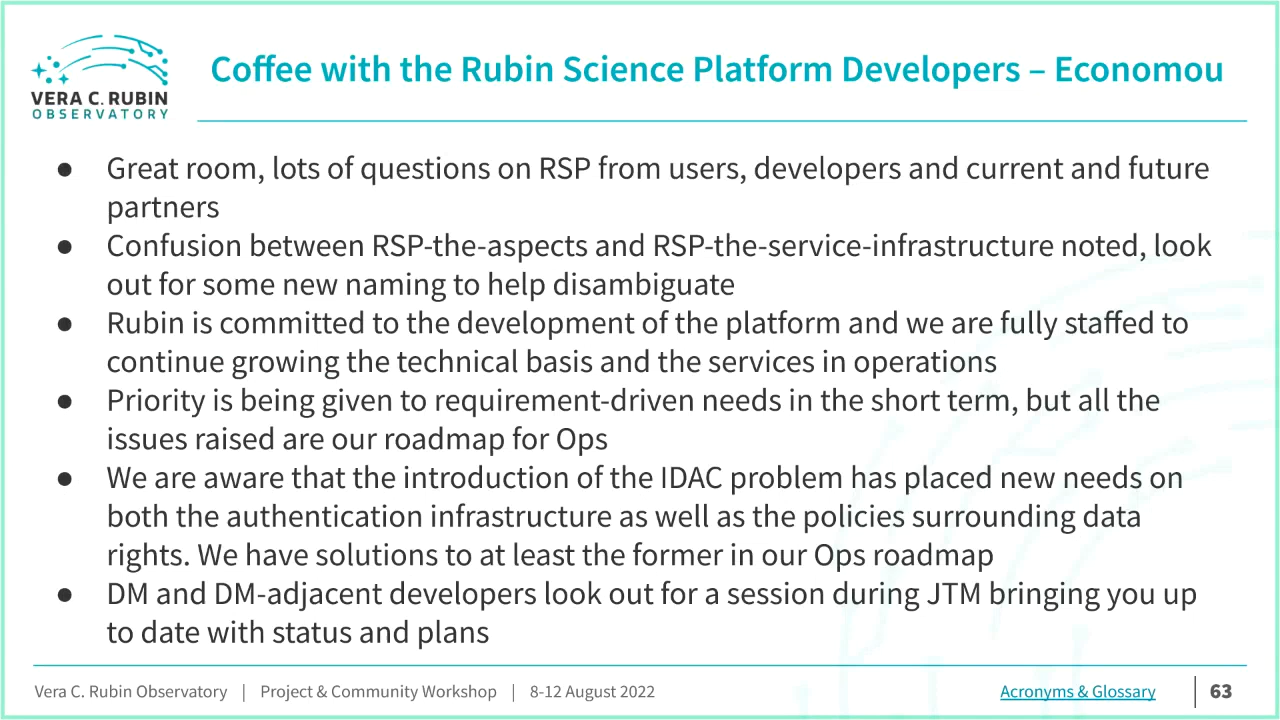 VERA C. RUBIN
OBSERVATORY
Coffee with the Rubin Science Platform Developers – Economou
● Great room, lots of questions on RSP from users, developers and current and future
partners
● Confusion between RSP-the-aspects and RSP-the-service-infrastructure noted, look
out for some new naming to help disambiguate
● Rubin is committed to the development of the platform and we are fully staffed to
continue growing the technical basis and the services in operations
● Priority is being given to requirement-driven needs in the short term, but all the
issues raised are our roadmap for Ops
● We are aware that the introduction of the IDAC problem has placed new needs on
both the authentication infrastructure as well as the policies surrounding data
rights. We have solutions to at least the former in our Ops roadmap
● DM and DM-adjacent developers look out for a session during JTM bringing you up
to date with status and plans
Vera C. Rubin Observatory | Project & Community Workshop | 8-12 August 2022
Acronyms & Glossary | 63